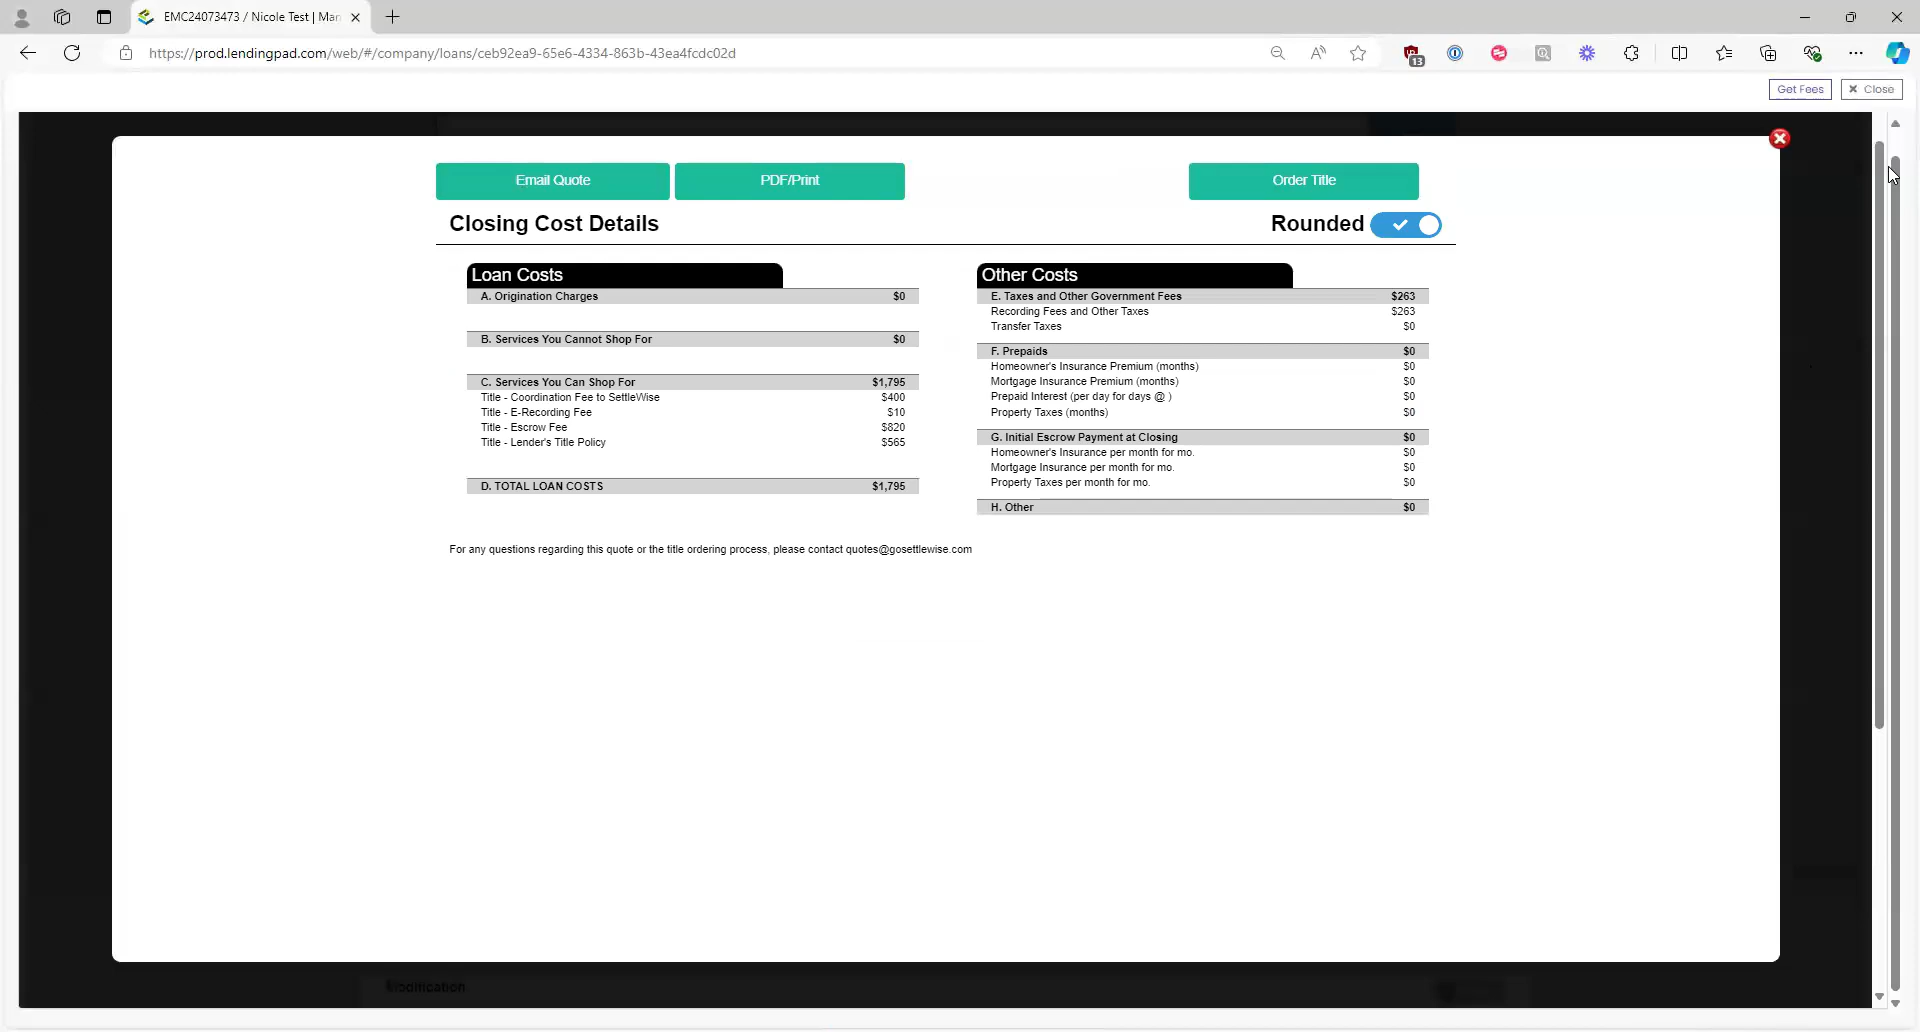 EMC24073473 / Nicole Test | Man
https://prod.lendingpad.com/web/#/company/loans/ceb92ea9-65e6-4334-863b-43ea4fcdc02d
13
Get Fees
Close
Email Quote
PDF/Print
Order Title
Closing Cost Details
Rounded
Loan Costs
A. Origination Charges $0
B. Services You Cannot Shop For $0
C. Services You Can Shop For $1,795
Title - Coordination Fee to SettleWise $400
Title - E-Recording Fee $10
Title - Escrow Fee $820
Title - Lender's Title Policy $565
D. TOTAL LOAN COSTS $1,795
Other Costs
E. Taxes and Other Government Fees $263
Recording Fees and Other Taxes $263
Transfer Taxes $0
F. Prepaids $0
Homeowner's Insurance Premium (months) $0
Mortgage Insurance Premium (months) $0
Prepaid Interest (per day for days @ ) $0
Property Taxes (months) $0
G. Initial Escrow Payment at Closing $0
Homeowner's Insurance per month for mo. $0
Mortgage Insurance per month for mo. $0
Property Taxes per month for mo. $0
H. Other $0
For any questions regarding this quote or the title ordering process, please contact quotes@gosettlewise.com
Modification